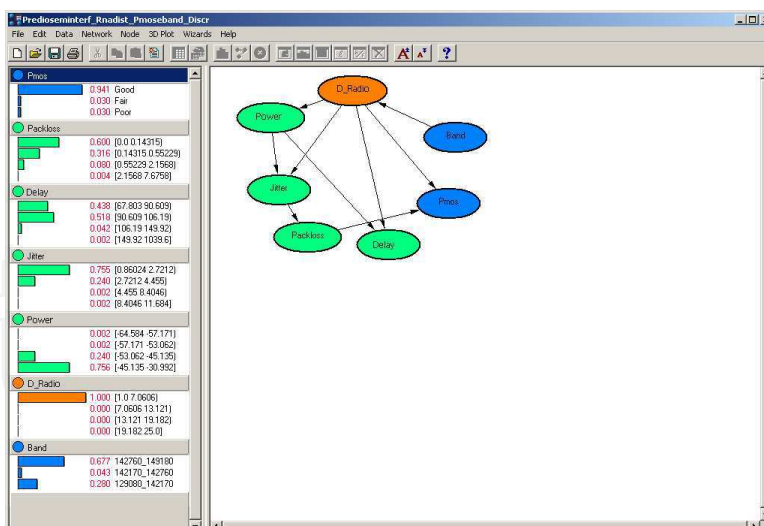 Predioseminterf_Rnadist_Pmoseband_Discr
File Edit Data Network Node 3D Plot Wizards Help
Pmos
0.941 Good
0.030 Fair
0.030 Poor
Packloss
0.600 [0.0 0.14315)
0.316 [0.14315 0.55229)
0.080 [0.55229 2.1568)
0.004 [2.1568 7.6758]
Delay
0.438 [67.803 90.609)
0.518 [90.609 106.19)
0.042 [106.19 149.92)
0.002 [149.92 1039.6]
Jitter
0.755 [0.86024 2.7212)
0.240 [2.7212 4.455)
0.002 [4.455 8.4046)
0.002 [8.4046 11.684]
Power
0.002 [-64.584 -57.171)
0.002 [-57.171 -53.062)
0.240 [-53.062 -45.135)
0.756 [-45.135 -30.992]
D_Radio
1.000 [1.0 7.0606)
0.000 [7.0606 13.121)
0.000 [13.121 19.182)
0.000 [19.182 25.0]
Band
0.677 142760_149180
0.043 142170_142760
0.280 129080_142170
D_Radio
Power
Band
Jitter
Pmos
Packloss
Delay